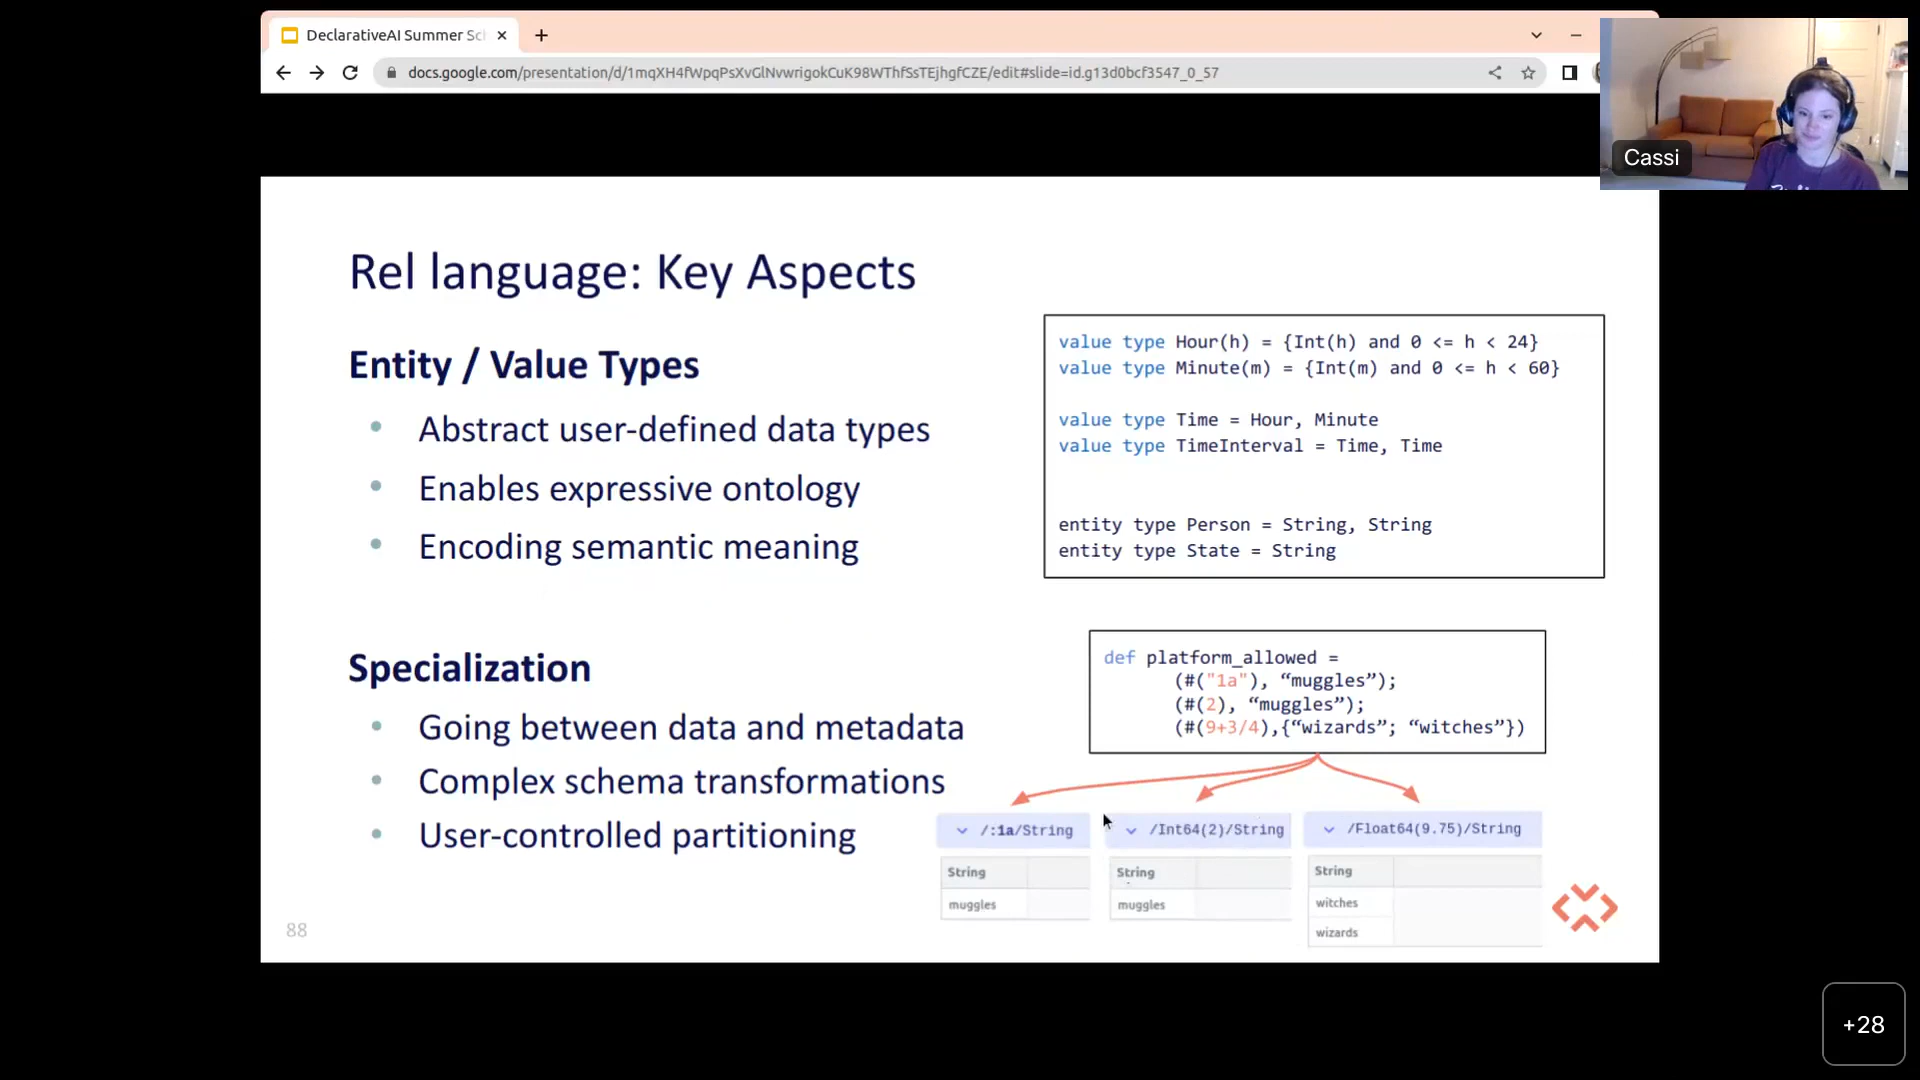 DeclarativeAI Summer Sc
docs.google.com/presentation/d/1mqXH4fWpqPsXvGlNvwrigokCuK98WThfSsTEjhgfCZE/edit#slide=id.g13d0bcf3547_0_57
Cassi
Rel language: Key Aspects
Entity / Value Types
Abstract user-defined data types
Enables expressive ontology
Encoding semantic meaning
value type Hour(h) = {Int(h) and 0 <= h < 24}
value type Minute(m) = {Int(m) and 0 <= h < 60}
value type Time = Hour, Minute
value type TimeInterval = Time, Time
entity type Person = String, String
entity type State = String
Specialization
Going between data and metadata
Complex schema transformations
User-controlled partitioning
def platform_allowed =
(#("1a"), “muggles”);
(#(2), “muggles”);
(#(9+3/4),{“wizards”; “witches”})
/:1a/String
String
muggles
/Int64(2)/String
String
muggles
/Float64(9.75)/String
String
witches
wizards
88
+28